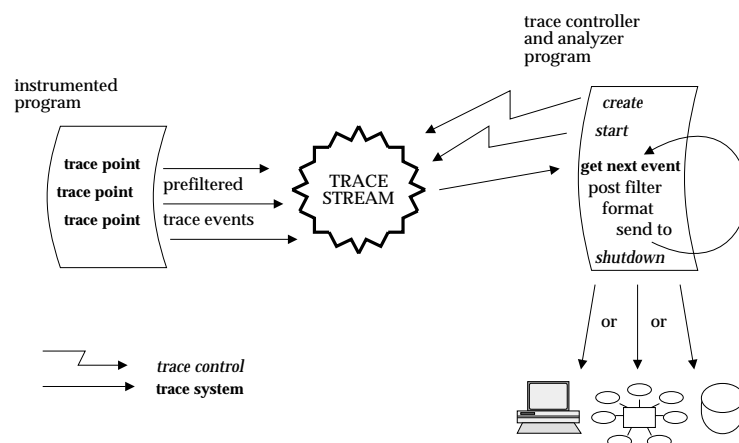 trace controller
and analyzer
program
instrumented
program
create
start
trace point
trace point
trace point
prefiltered
trace events
TRACE
STREAM
get next event
post filter
format
send to
shutdown
or
or
trace control
trace system